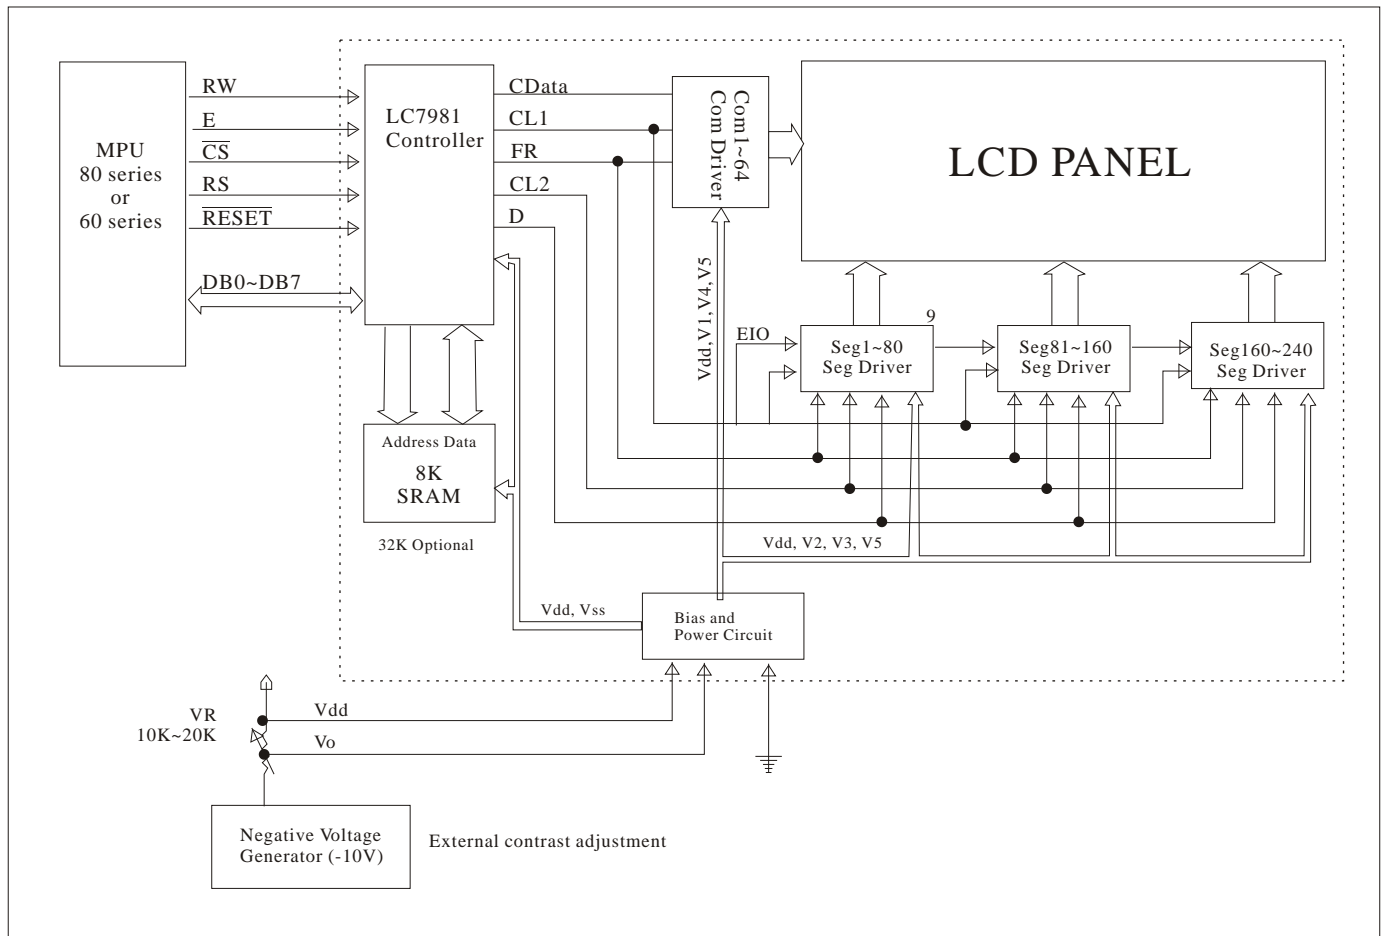 MPU
80 series
or
60 series
RW
E
CS
RS
RESET
DB0~DB7
LC7981
Controller
CData
CL1
FR
CL2
D
Com1~64
Com Driver
LCD PANEL
Vdd,V1,V4,V5
EIO
9
Seg1~80
Seg Driver
Seg81~160
Seg Driver
Seg160~240
Seg Driver
Address Data
8K
SRAM
32K Optional
Vdd, V2, V3, V5
Vdd, Vss
Bias and
Power Circuit
VR
10K~20K
Vdd
Vo
Negative Voltage
Generator (-10V)
External contrast adjustment